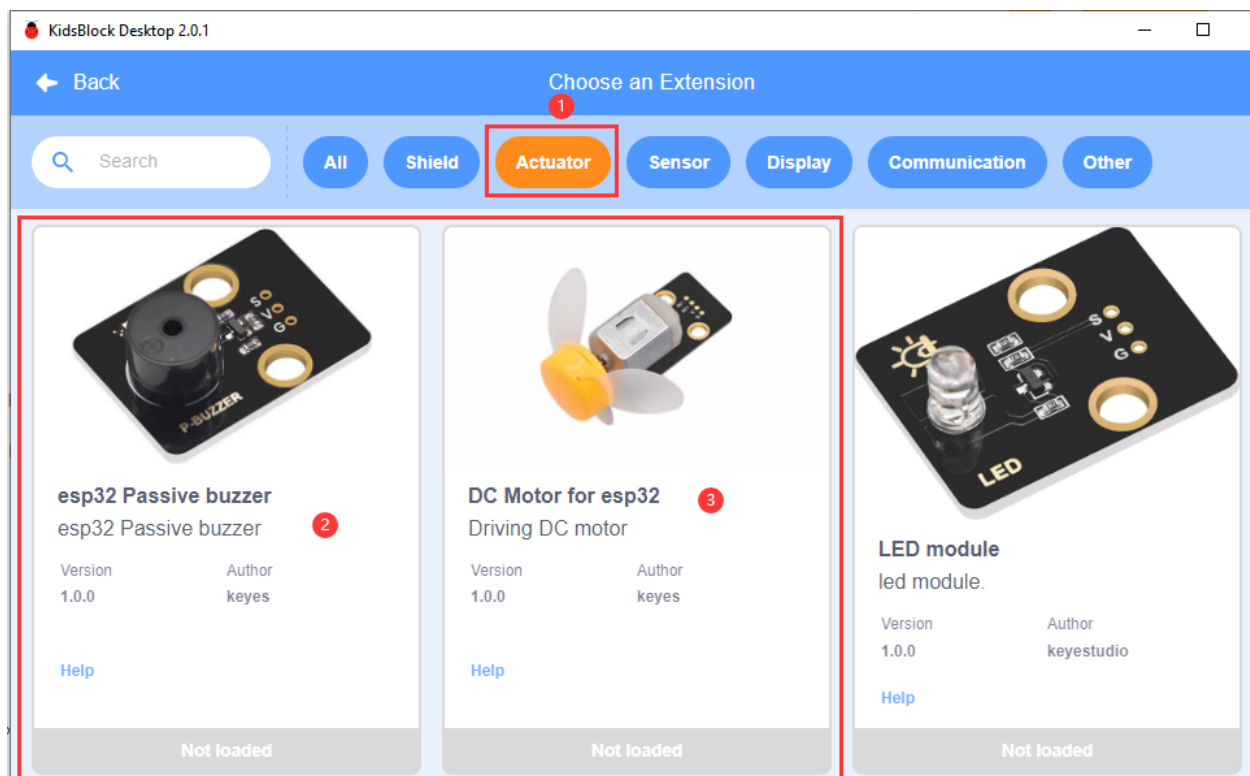 KidsBlock Desktop 2.0.1
Back
Choose an Extension
1
Search
All
Shield
Actuator
Sensor
Display
Communication
Other
S
V
G
P-BUZZER
esp32 Passive buzzer
esp32 Passive buzzer
2
Version
Author
1.0.0
keyes
Help
Not loaded
DC Motor for esp32
3
Driving DC motor
Version
Author
1.0.0
keyes
Help
Not loaded
S
V
G
LED
LED module
led module.
Version
Author
1.0.0
keyestudio
Help
Not loaded